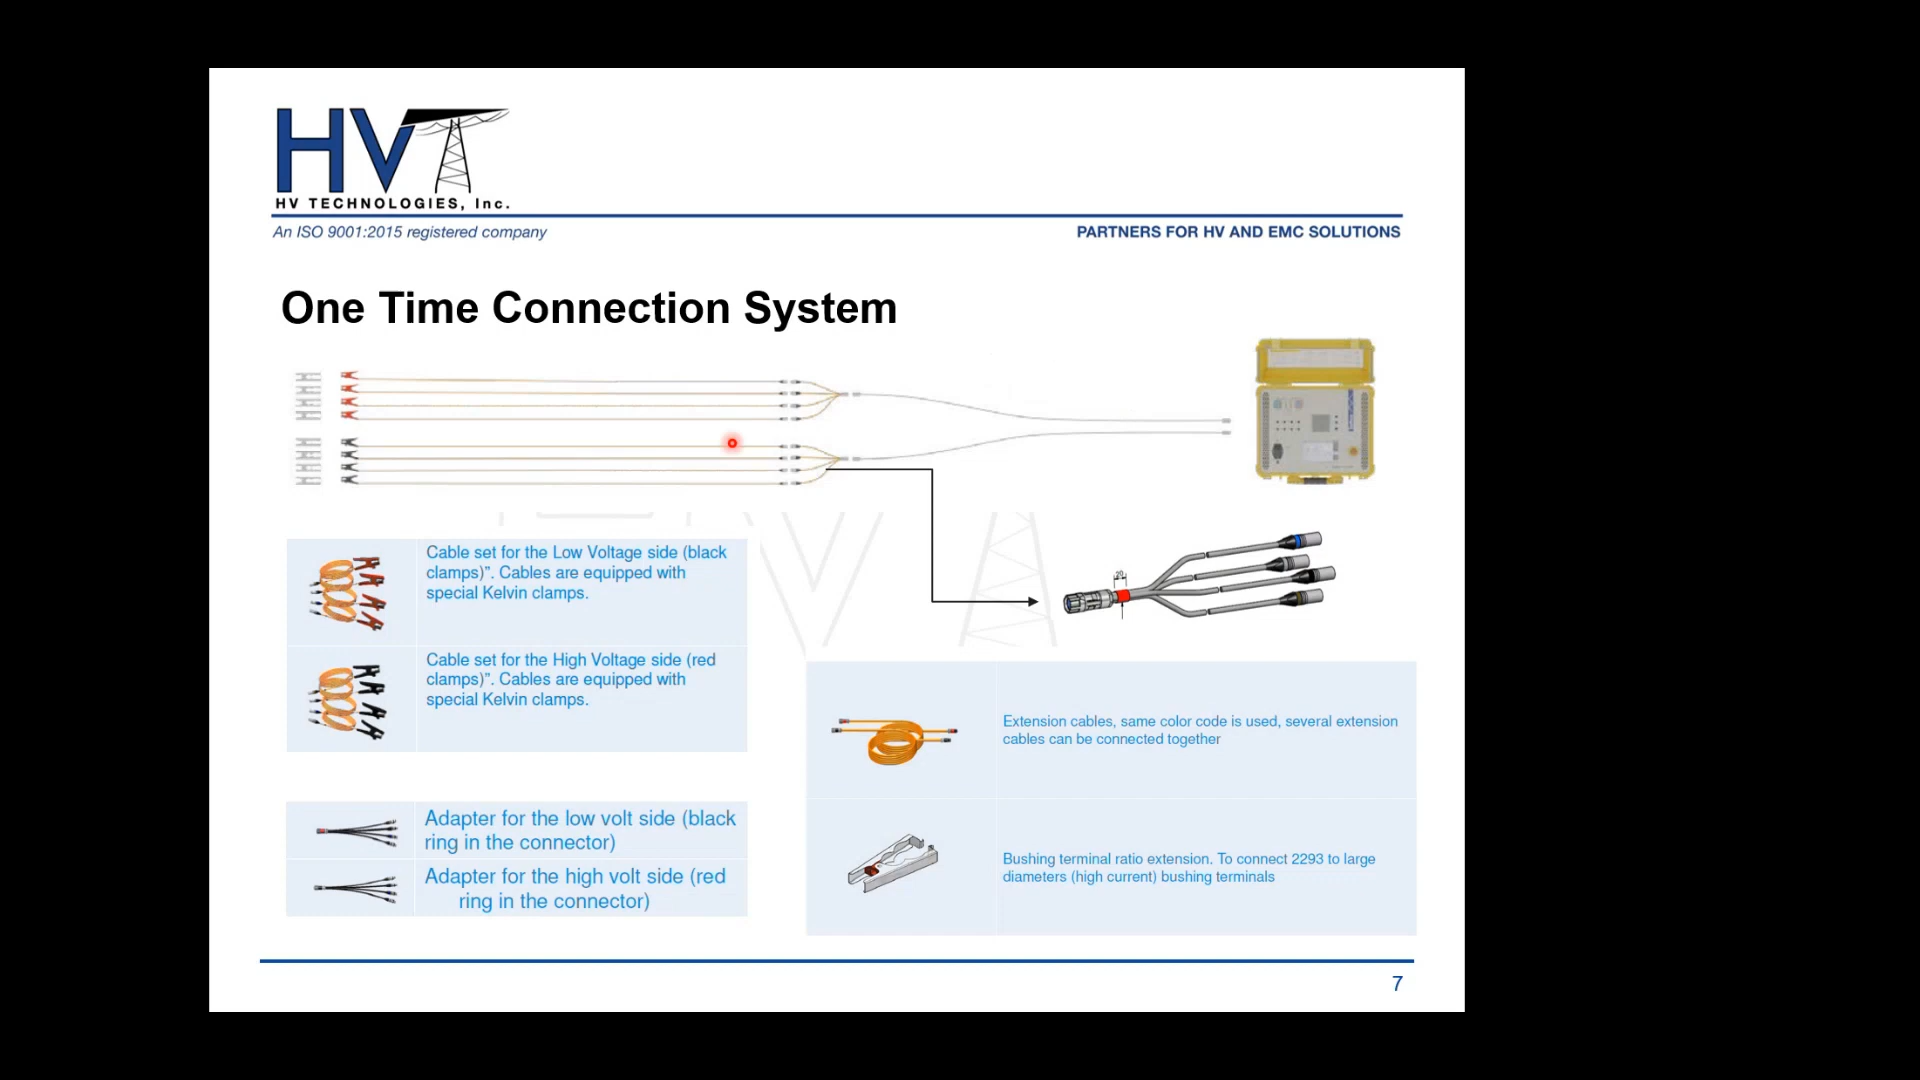 HVT
HV TECHNOLOGIES, Inc.
An ISO 9001:2015 registered company
PARTNERS FOR HV AND EMC SOLUTIONS
One Time Connection System
Cable set for the Low Voltage side (black
clamps)”. Cables are equipped with
special Kelvin clamps.
Cable set for the High Voltage side (red
clamps)”. Cables are equipped with
special Kelvin clamps.
Adapter for the low volt side (black
ring in the connector)
Adapter for the high volt side (red
ring in the connector)
20
Extension cables, same color code is used, several extension
cables can be connected together
Bushing terminal ratio extension. To connect 2293 to large
diameters (high current) bushing terminals
7